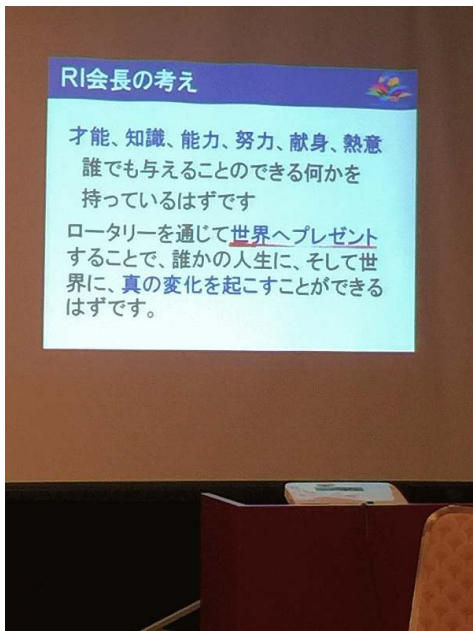 RI会長の考え
才能、知識、能力、努力、献身、熱意
誰でも与えることのできる何かを
持っているはずです
ロータリーを通じて世界へプレゼント
することで、誰かの人生に、そして世
界に、真の変化を起こすことができる
はずです。